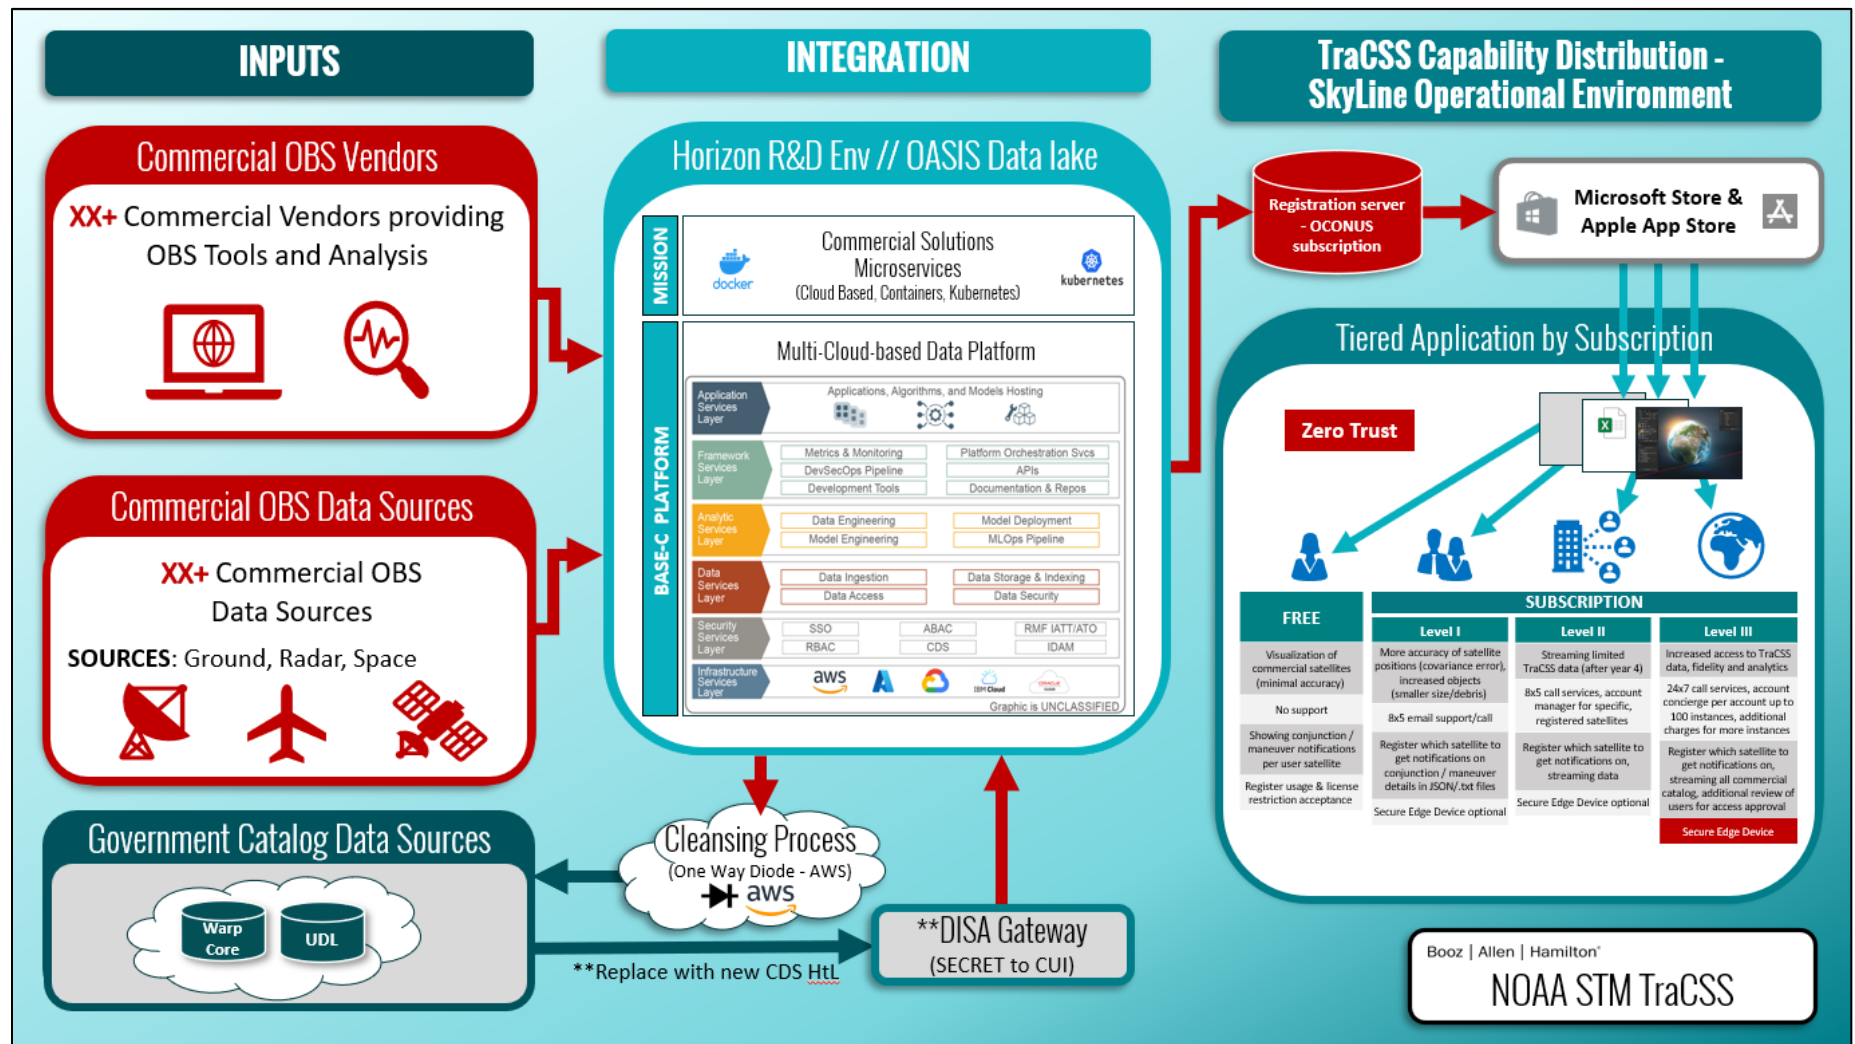 INPUTS
Commercial OBS Vendors
XX+ Commercial Vendors providing
OBS Tools and Analysis
Commercial OBS Data Sources
XX+ Commercial OBS
Data Sources
SOURCES: Ground, Radar, Space
Government Catalog Data Sources
Warp
Core
UDL
INTEGRATION
Horizon R&D Env // OASIS Data lake
MISSION
docker
Commercial Solutions
Microservices
(Cloud Based, Containers, Kubernetes)
kubernetes
BASE-C PLATFORM
Multi-Cloud-based Data Platform
Application
Services
Layer
Applications, Algorithms, and Models Hosting
Framework
Services
Layer
Metrics & Monitoring
Platform Orchestration Svcs
DevSecOps Pipeline
APIs
Development Tools
Documentation & Repos
Analytic
Services
Layer
Data Engineering
Model Deployment
Model Engineering
MLOps Pipeline
Data
Services
Layer
Data Ingestion
Data Storage & Indexing
Data Access
Data Security
Security
Services
Layer
SSO
ABAC
RMF IATT/ATO
RBAC
CDS
IDAM
Infrastructure
Services
Layer
aws
IBM Cloud
ORACLE
Graphic is UNCLASSIFIED
Cleansing Process
(One Way Diode - AWS)
aws
**DISA Gateway
(SECRET to CUI)
**Replace with new CDS HtL
TraCSS Capability Distribution -
SkyLine Operational Environment
Registration server
- OCONUS
subscription
Microsoft Store &
Apple App Store
Tiered Application by Subscription
Zero Trust
X
FREE
Visualization of
commercial satellites
(minimal accuracy)
No support
Showing conjunction /
maneuver notifications
per user satellite
Register usage & license
restriction acceptance
SUBSCRIPTION
Level I
More accuracy of satellite
positions (covariance error),
increased objects
(smaller size/debris)
8x5 email support/call
Register which satellite to
get notifications on
conjunction / maneuver
details in JSON/.txt files
Secure Edge Device optional
Level II
Streaming limited
TraCSS data (after year 4)
8x5 call services, account
manager for specific,
registered satellites
Register which satellite to
get notifications on,
streaming data
Secure Edge Device optional
Level III
Increased access to TraCSS
data, fidelity and analytics
24x7 call services, account
concierge per account up to
100 instances, additional
charges for more instances
Register which satellite to
get notifications on,
streaming all commercial
catalog, additional review of
users for access approval
Secure Edge Device
Booz | Allen | Hamilton®
NOAA STM TraCSS